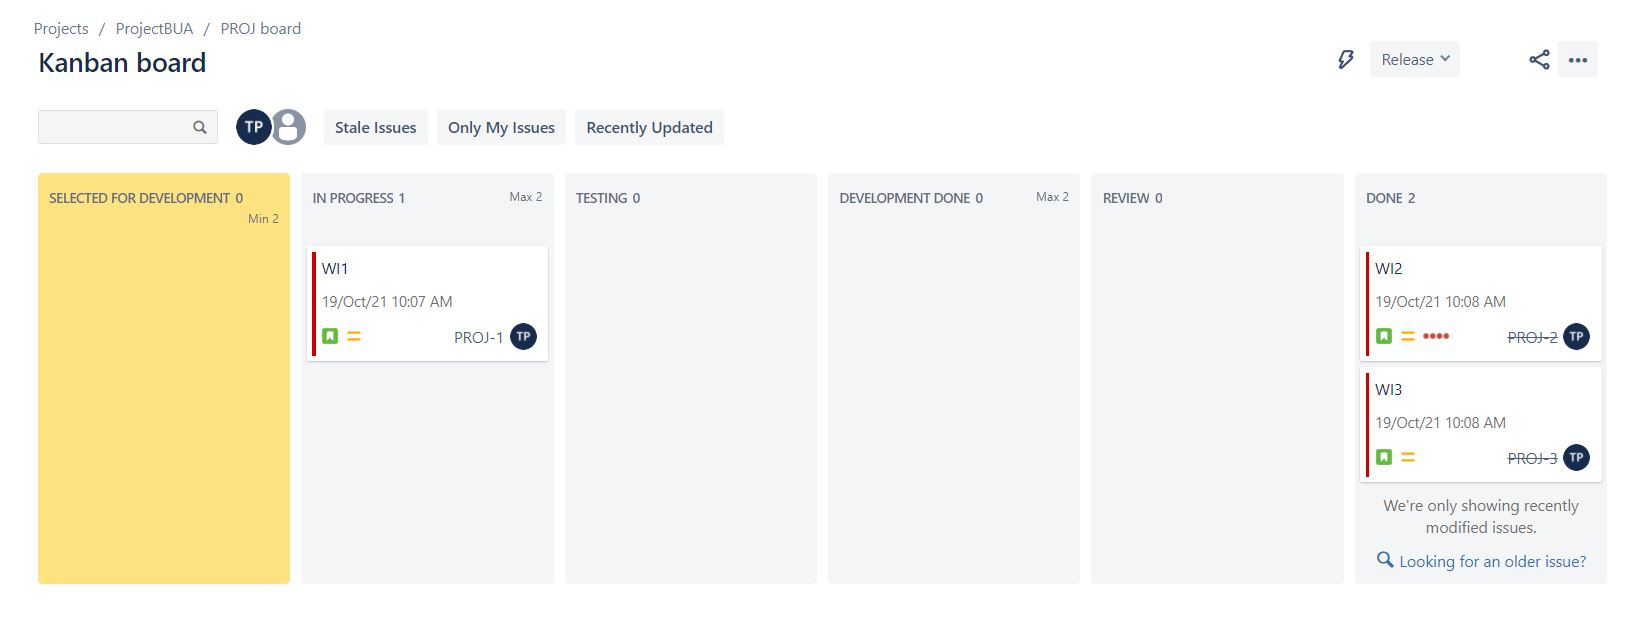 Projects / ProjectBUA / PROJ board
Kanban board
Release
TP
Stale Issues
Only My Issues
Recently Updated
SELECTED FOR DEVELOPMENT 0
Min 2
IN PROGRESS 1
Max 2
WI1
19/Oct/21 10:07 AM
PROJ-1
TP
TESTING 0
DEVELOPMENT DONE 0
Max 2
REVIEW 0
DONE 2
WI2
19/Oct/21 10:08 AM
PROJ-2
TP
WI3
19/Oct/21 10:08 AM
PROJ-3
TP
We're only showing recently
modified issues.
Looking for an older issue?